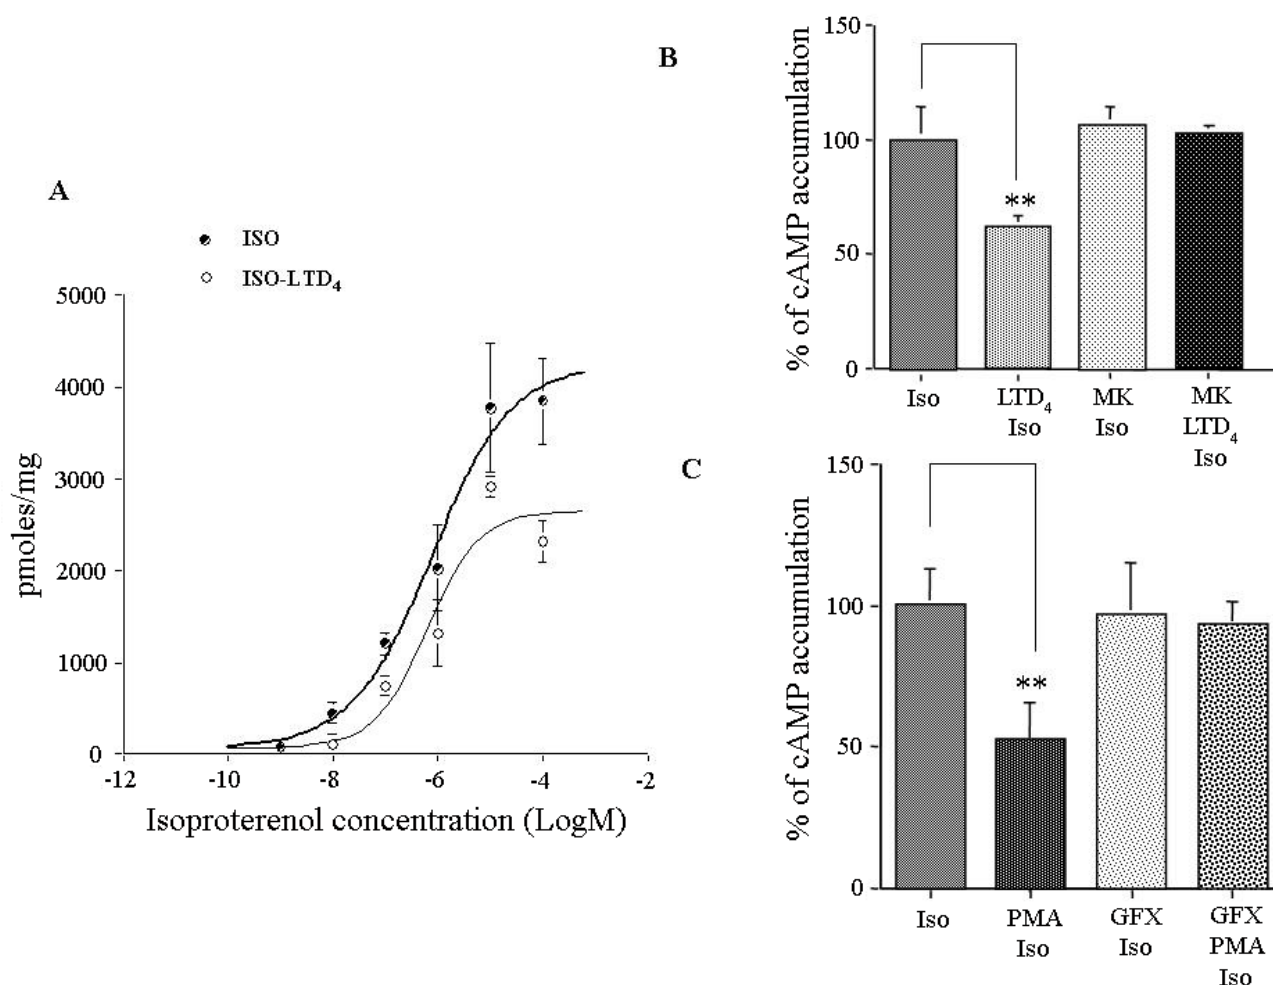 A
ISO
ISO-LTD₄
5000
4000
3000
2000
1000
0
-12
-10
-8
-6
-4
-2
pmoles/mg
Isoproterenol concentration (LogM)
B
150
100
50
0
% of cAMP accumulation
**
Iso
LTD₄
Iso
MK
Iso
MK
LTD₄
Iso
C
150
100
50
0
% of cAMP accumulation
**
Iso
PMA
Iso
GFX
Iso
GFX
PMA
Iso